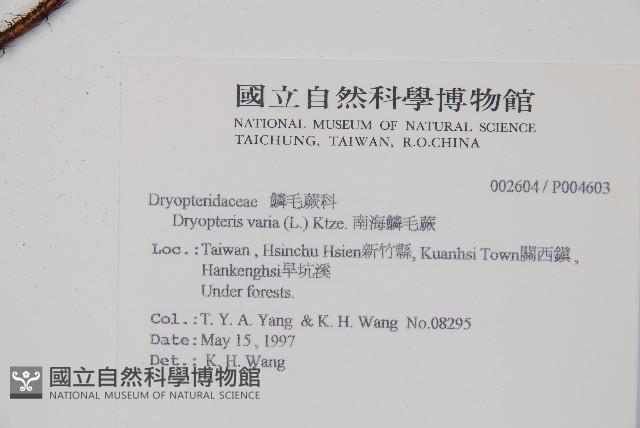 國立自然科學博物館
NATIONAL MUSEUM OF NATURAL SCIENCE
TAICHUNG, TAIWAN, R.O.CHINA
002604 / P004603
Dryopteridaceae 鱗毛蕨科
Dryopteris varia (L.) Ktze. 南海鱗毛蕨
Loc.:Taiwan , Hsinchu Hsien新竹縣, Kuanhsi Town關西鎮 ,
Hankenghsi旱坑溪
Under forests.
Col.:T. Y. A. Yang & K. H. Wang No.08295
Date:May 15 , 1997
Det.: K. H. Wang
國立自然科學博物館
NATIONAL MUSEUM OF NATURAL SCIENCE